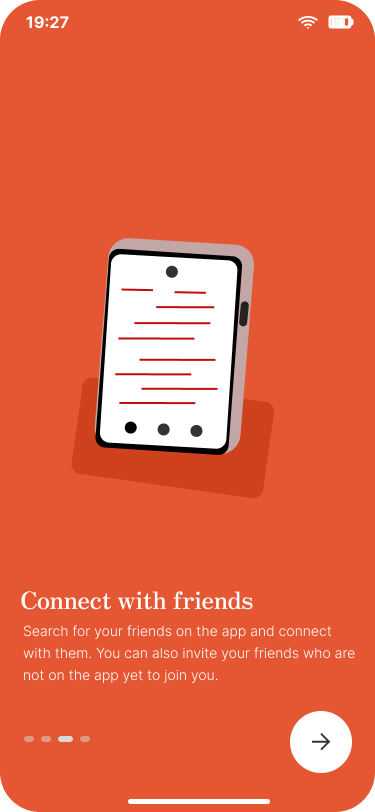 19:27
Connect with friends
Search for your friends on the app and connect
with them. You can also invite your friends who are
not on the app yet to join you.